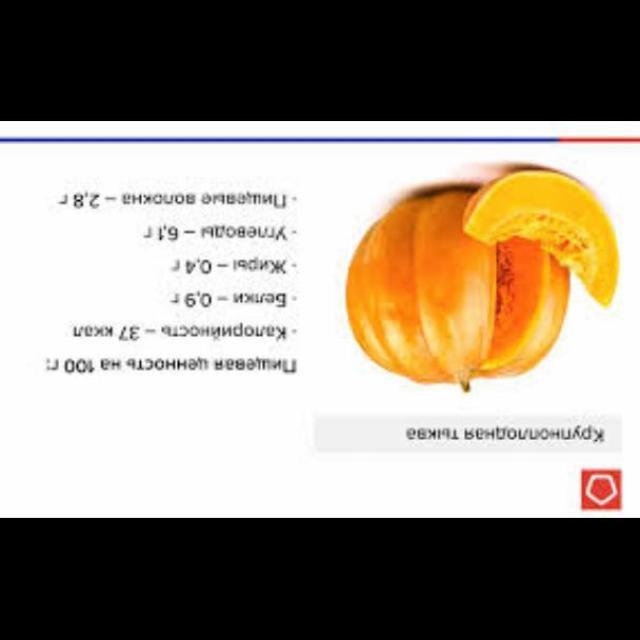 Крупноплодная тыква
Пищевая ценность на 100 г:
- Калорийность – 37 ккал
- Белки – 0,9 г
- Жиры – 0,4 г
- Углеводы – 6,1 г
- Пищевые волокна – 2,8 г